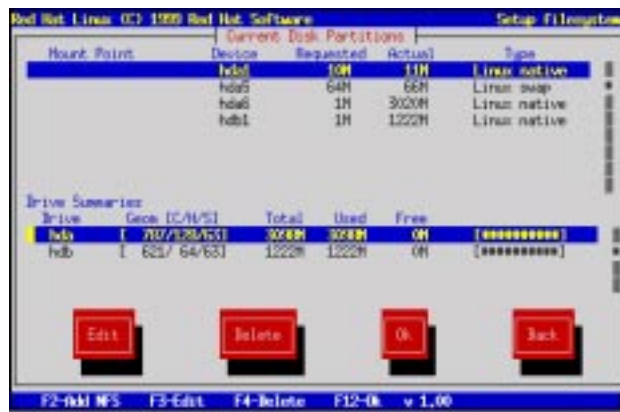 Red Hat Linux (C) 1999 Red Hat Software Setup Filesystem
Current Disk Partitions
Mount Point Device Requested Actual Type
hda1 10M 11M Linux native
hda5 64M 66M Linux swap
hda6 1M 3020M Linux native
hdb1 1M 1222M Linux native
Drive Summaries
Drive Geom [C/H/S] Total Used Free
hda [ 787/128/63] 3098M 3098M 0M [##########]
hdb [ 621/ 64/63] 1222M 1222M 0M [##########]
Edit Delete Ok Back
F2-Add NFS F3-Edit F4-Delete F12-Ok v 1.00